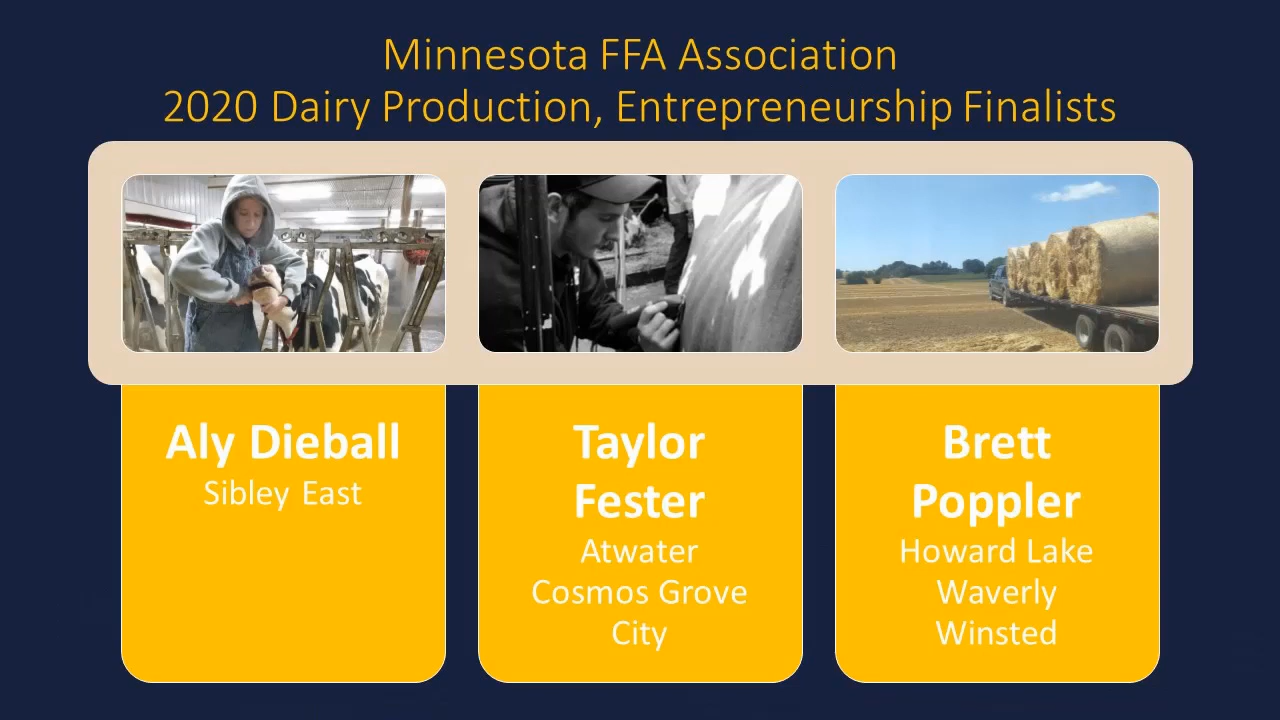 Minnesota FFA Association
2020 Dairy Production, Entrepreneurship Finalists
Aly Dieball
Sibley East
Taylor
Fester
Atwater
Cosmos Grove
City
Brett
Poppler
Howard Lake
Waverly
Winsted